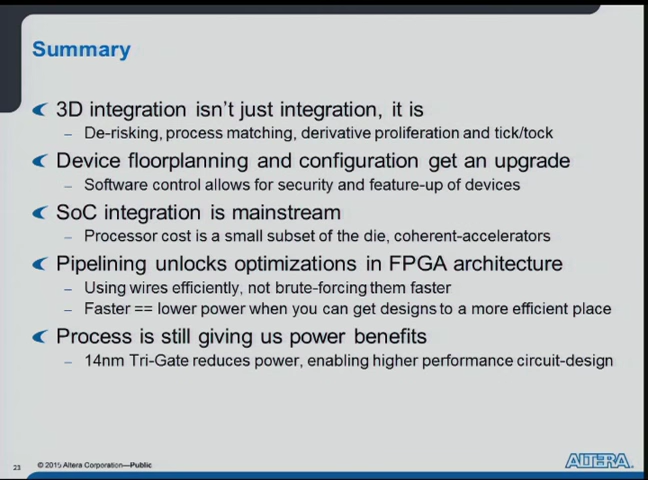 Summary
3D integration isn't just integration, it is
– De-risking, process matching, derivative proliferation and tick/tock
Device floorplanning and configuration get an upgrade
– Software control allows for security and feature-up of devices
SoC integration is mainstream
– Processor cost is a small subset of the die, coherent-accelerators
Pipelining unlocks optimizations in FPGA architecture
– Using wires efficiently, not brute-forcing them faster
– Faster == lower power when you can get designs to a more efficient place
Process is still giving us power benefits
– 14nm Tri-Gate reduces power, enabling higher performance circuit-design
23
© 2015 Altera Corporation—Public
ALTERA